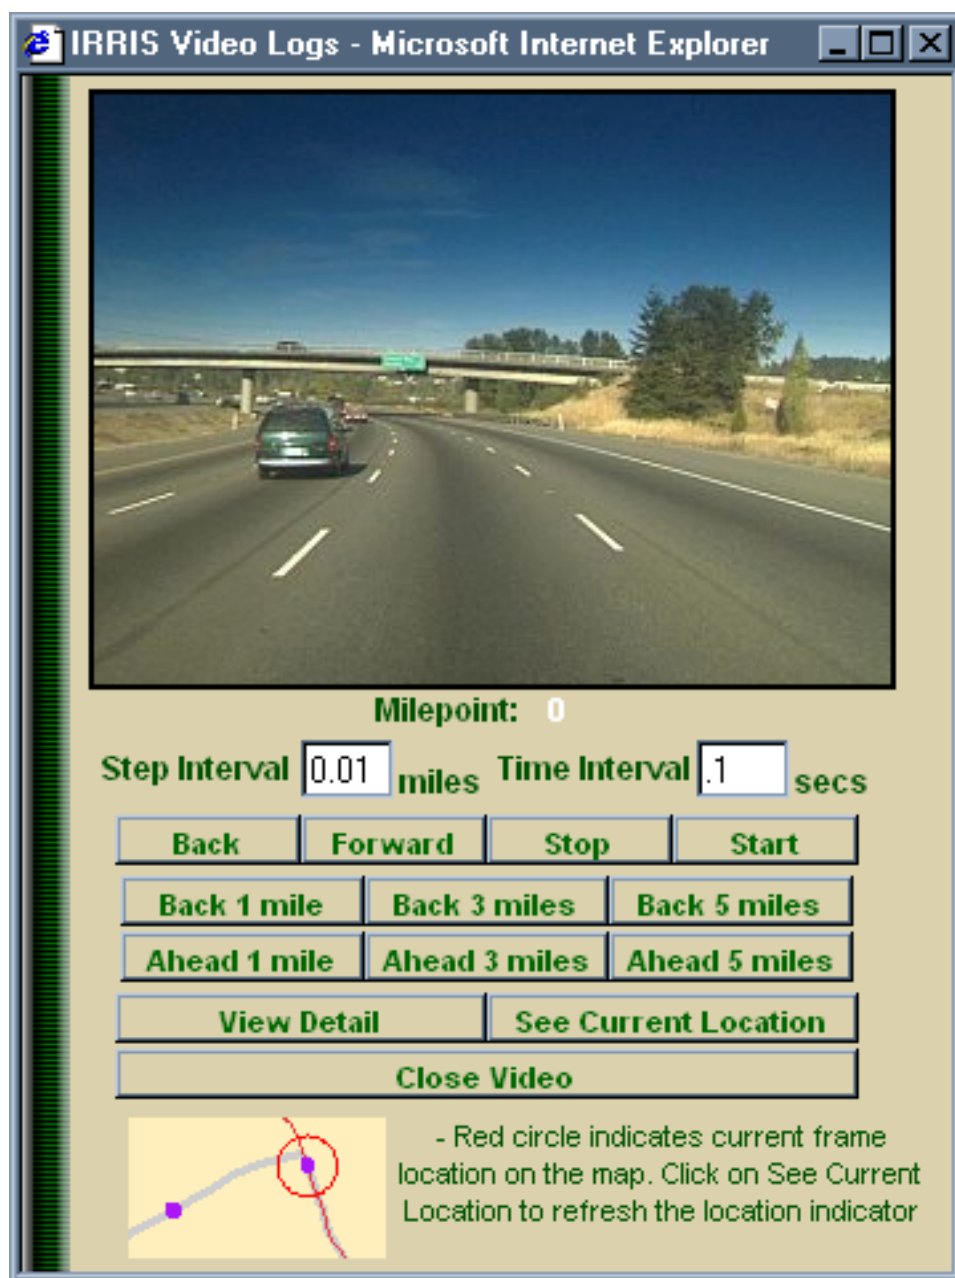 IRRIS Video Logs - Microsoft Internet Explorer
Milepoint: 0
Step Interval 0.01 miles Time Interval .1 secs
Back Forward Stop Start
Back 1 mile Back 3 miles Back 5 miles
Ahead 1 mile Ahead 3 miles Ahead 5 miles
View Detail See Current Location
Close Video
- Red circle indicates current frame
location on the map. Click on See Current
Location to refresh the location indicator